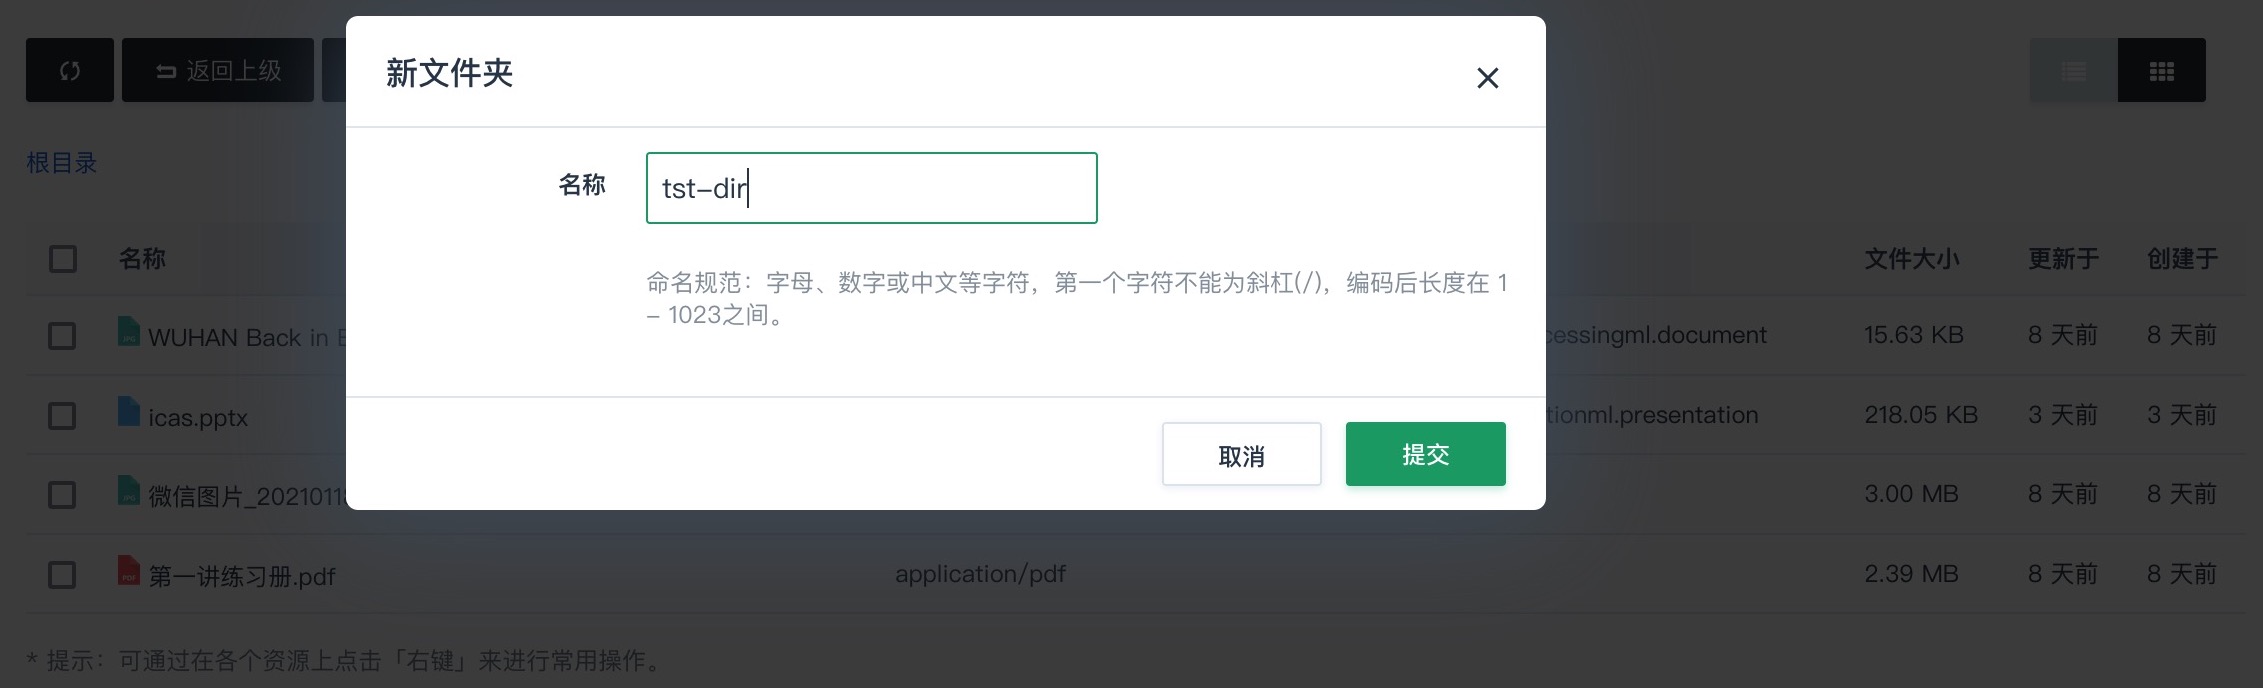 新文件夹
返回上级
根目录
名称
tst-dir
命名规范：字母、数字或中文等字符，第一个字符不能为斜杠(/)，编码后长度在 1
- 1023之间。
取消
提交
名称
文件大小
更新于
创建于
WUHAN Back in
cessingml.document
15.63 KB
8 天前
8 天前
icas.pptx
tionml.presentation
218.05 KB
3 天前
3 天前
微信图片_2021011
3.00 MB
8 天前
8 天前
第一讲练习册.pdf
application/pdf
2.39 MB
8 天前
8 天前
* 提示：可通过在各个资源上点击「右键」来进行常用操作。